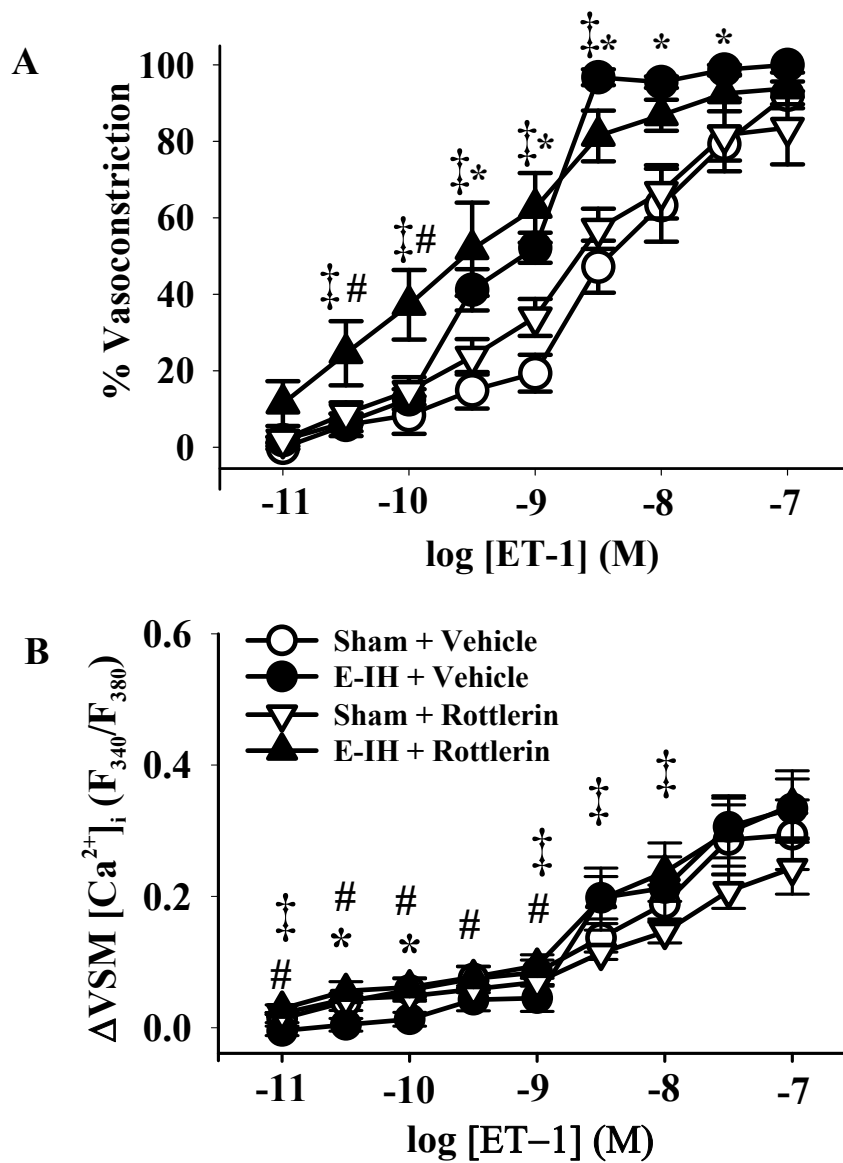 A
% Vasoconstriction
100
80
60
40
20
0
‡# ‡# ‡* ‡* ‡* * *
-11 -10 -9 -8 -7
log [ET-1] (M)
B
ΔVSM [Ca²⁺]ᵢ (F₃₄₀/F₃₈₀)
0.6
0.4
0.2
0.0
Sham + Vehicle
E-IH + Vehicle
Sham + Rottlerin
E-IH + Rottlerin
‡ # # ‡ ‡ ‡
# * * # #
-11 -10 -9 -8 -7
log [ET−1] (M)